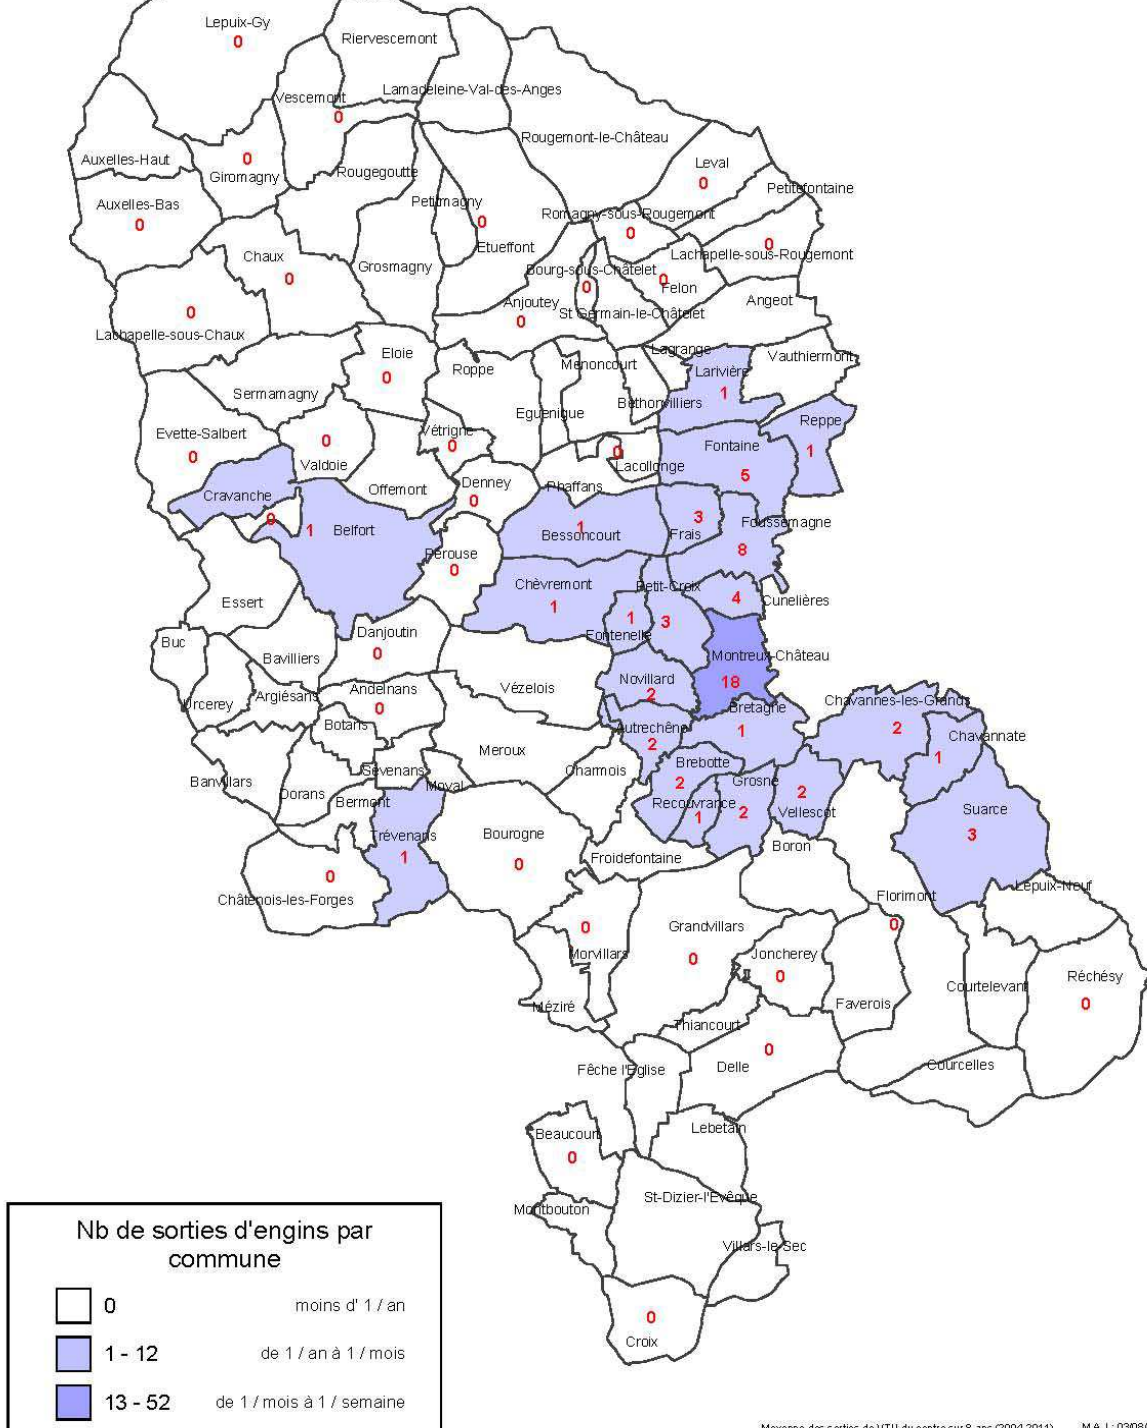 Lepuix-Gy
0
Riervescemont
Lamadeleine-Val-des-Anges
Vescemont
0
Rougemont-le-Château
Auxelles-Haut
0
Giromagny
Rougegoutte
Leval
0
Petitefontaine
Auxelles-Bas
0
Petitmagny
0
Etueffont
Romagny-sous-Rougemont
0
0
Lachapelle-sous-Rougemont
Chaux
0
Grosmagny
Bourg-sous-Châtelet
0
0
Felon
Angeot
0
Lachapelle-sous-Chaux
Anjoutey
0
St Germain-le-Châtelet
Eloie
0
Roppe
Menoncourt
Lagrange
Vauthiermont
Larivière
1
Sermamagny
Eguenigue
Bethonvilliers
Reppe
1
Evette-Salbert
0
0
Valdoie
Vétrigne
0
0
Lacollonge
Fontaine
5
Cravanche
Offemont
Denney
0
Phaffans
0
1
Belfort
1
Bessoncourt
3
Frais
Foussemagne
8
Pérouse
0
Essert
Chèvremont
1
Petit-Croix
3
1
Fontenelle
4
Cunelières
Buc
Bavilliers
Danjoutin
0
Montreux-Château
18
Urcerey
Argiésans
Andelnans
0
Vézelois
Novillard
2
Bretagne
1
Chavannes-les-Grands
2
Botans
Autrechêne
2
Chavannate
1
Banvillars
Sévenans
Meroux
Charmois
Brebotte
2
Dorans
Bermont
Moval
Recouvrance
1
Grosne
2
2
Vellescot
Suarce
3
Trévenans
1
Bourogne
0
Froidefontaine
Boron
0
Châtenois-les-Forges
Florimont
0
Lepuix-Neuf
0
Morvillars
Grandvillars
0
Joncherey
0
Réchésy
0
Méziré
Faverois
Courtelevant
Thiancourt
0
Fêche l'Eglise
Delle
Courcelles
Beaucourt
0
Lebetain
Montbouton
St-Dizier-l'Evêque
Villars-le-Sec
0
Croix
Nb de sorties d'engins par
commune
0 moins d' 1 / an
1 - 12 de 1 / an à 1 / mois
13 - 52 de 1 / mois à 1 / semaine